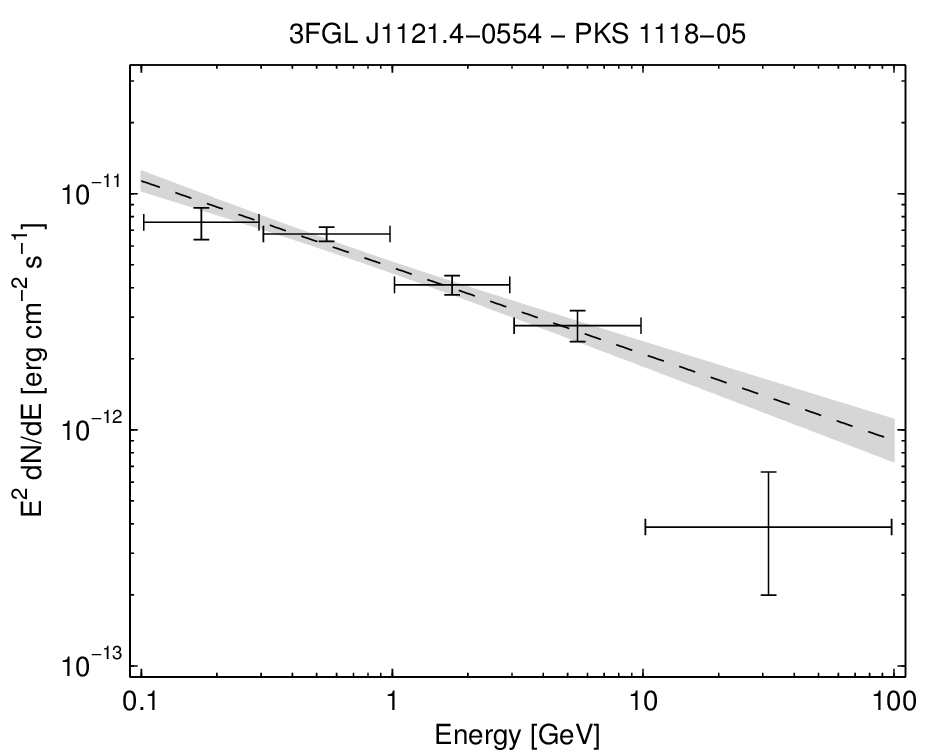 3FGL J1121.4−0554 − PKS 1118−05
E² dN/dE [erg cm⁻² s⁻¹]
10⁻¹¹
10⁻¹²
10⁻¹³
0.1 1 10 100
Energy [GeV]